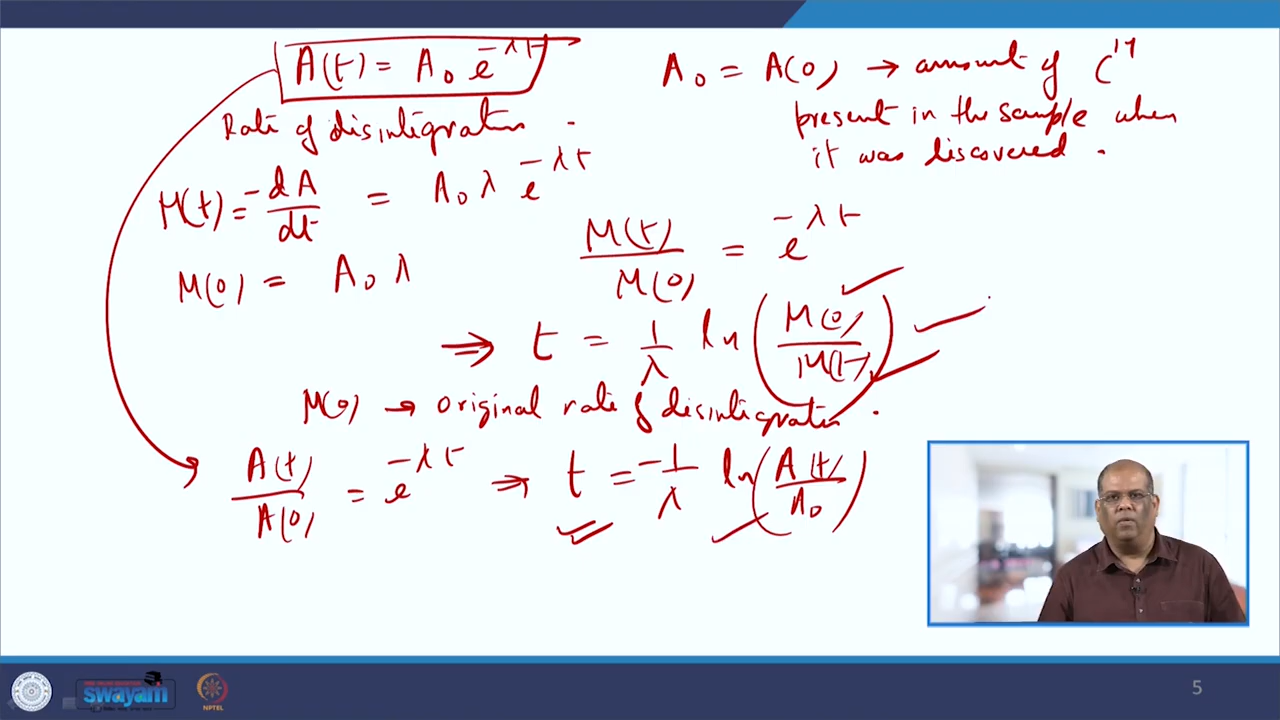 A(t) = A₀ e^{-λt}
A₀ = A(0) → amount of C¹⁴
present in the sample when
it was discovered .
Rate of disintegration .
M(t) = -dA/dt = A₀ λ e^{-λt}
M(0) = A₀ λ
M(t)/M(0) = e^{-λt}
⇒ t = 1/λ ln (M(0)/M(t))
M(0) → original rate of disintegration .
A(t)/A(0) = e^{-λt} ⇒ t = -1/λ ln (A(t)/A₀)
swayam
NPTEL
5